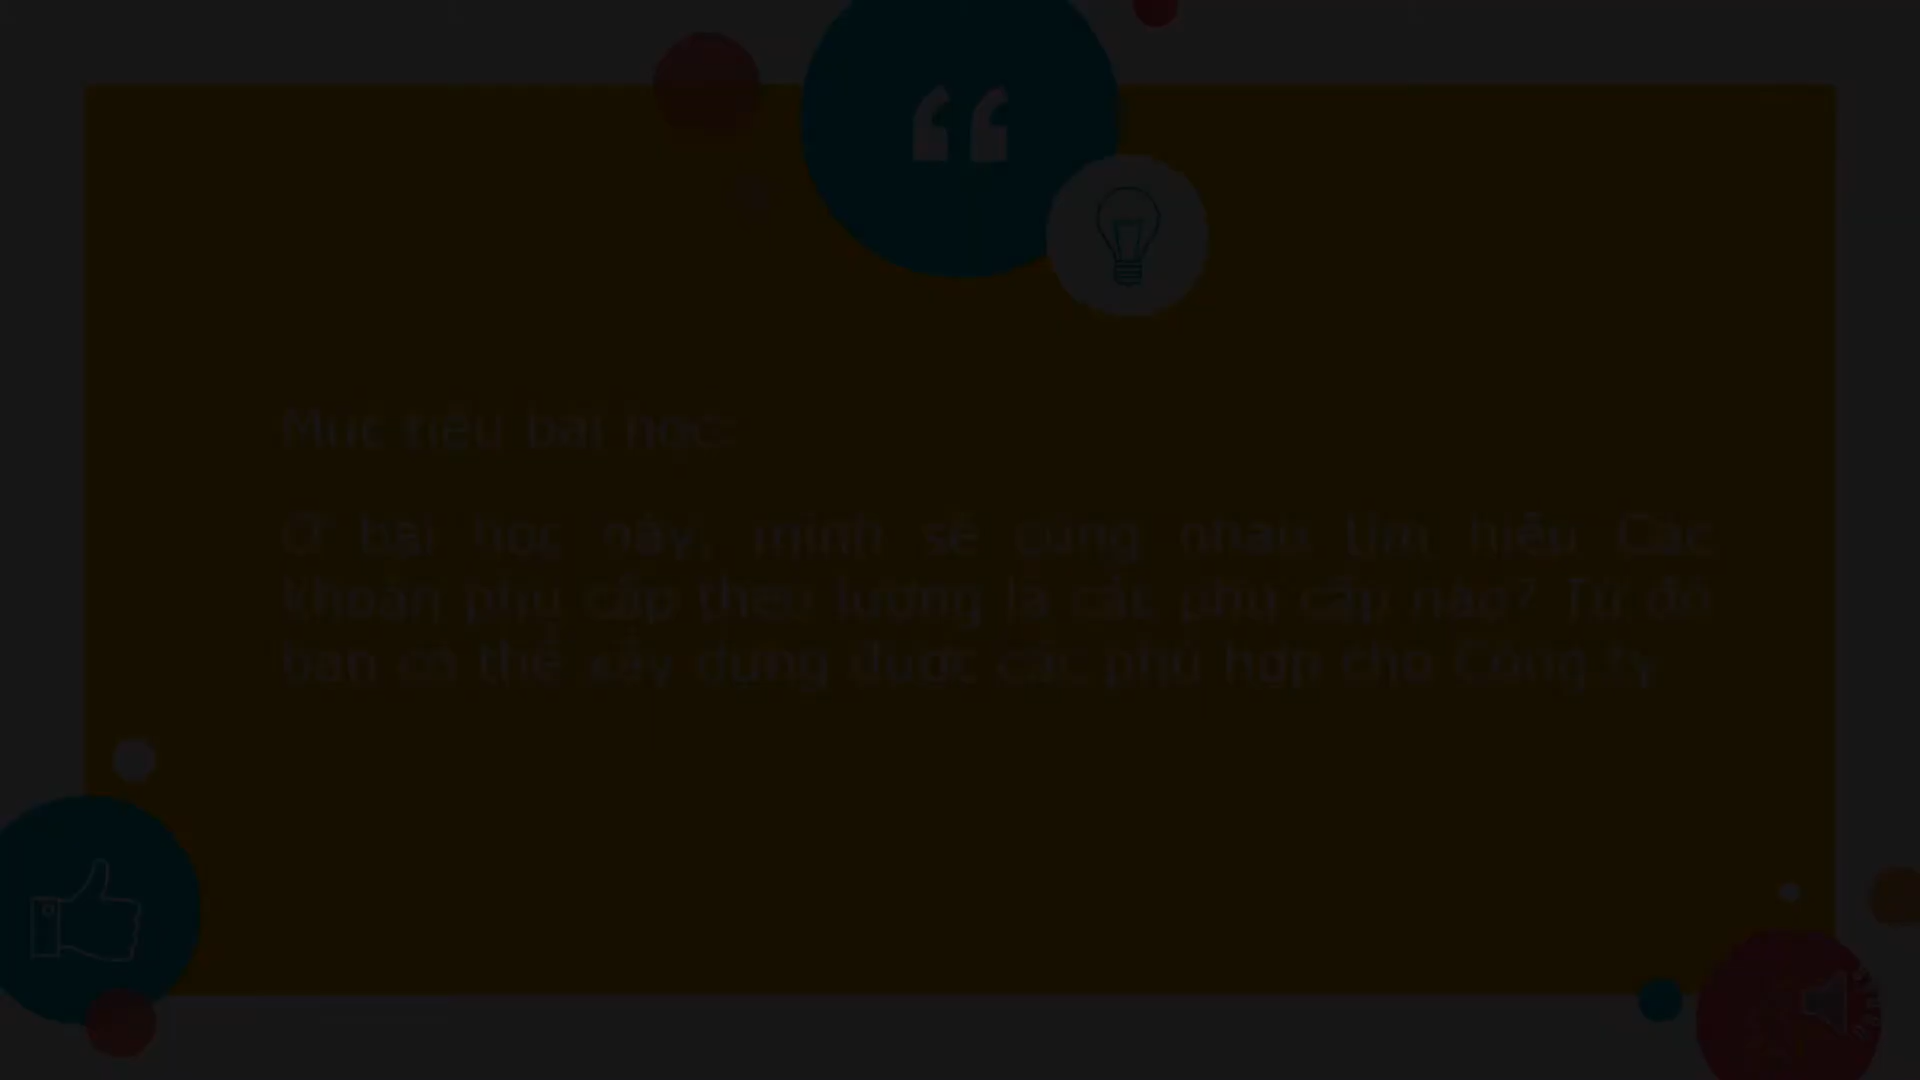 “
Mục tiêu bài học:
Ở bài học này, mình sẽ cùng nhau tìm hiểu Các
Khoản phụ cấp theo lương là các phụ cấp nào? Từ đó
bạn có thể xây dựng được các phù hợp cho Công ty